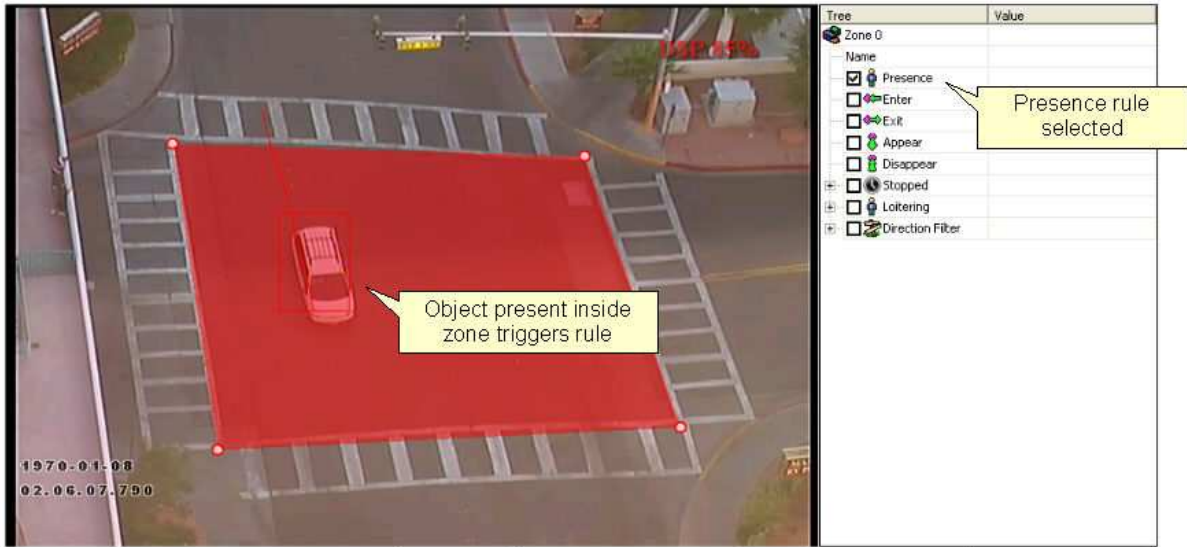 Tree Value
Zone 0
Name
Presence
Enter
Exit
Appear
Disappear
Stopped
Loitering
Direction Filter
Presence rule
selected
Object present inside
zone triggers rule
1970-01-08
02.06.07.790